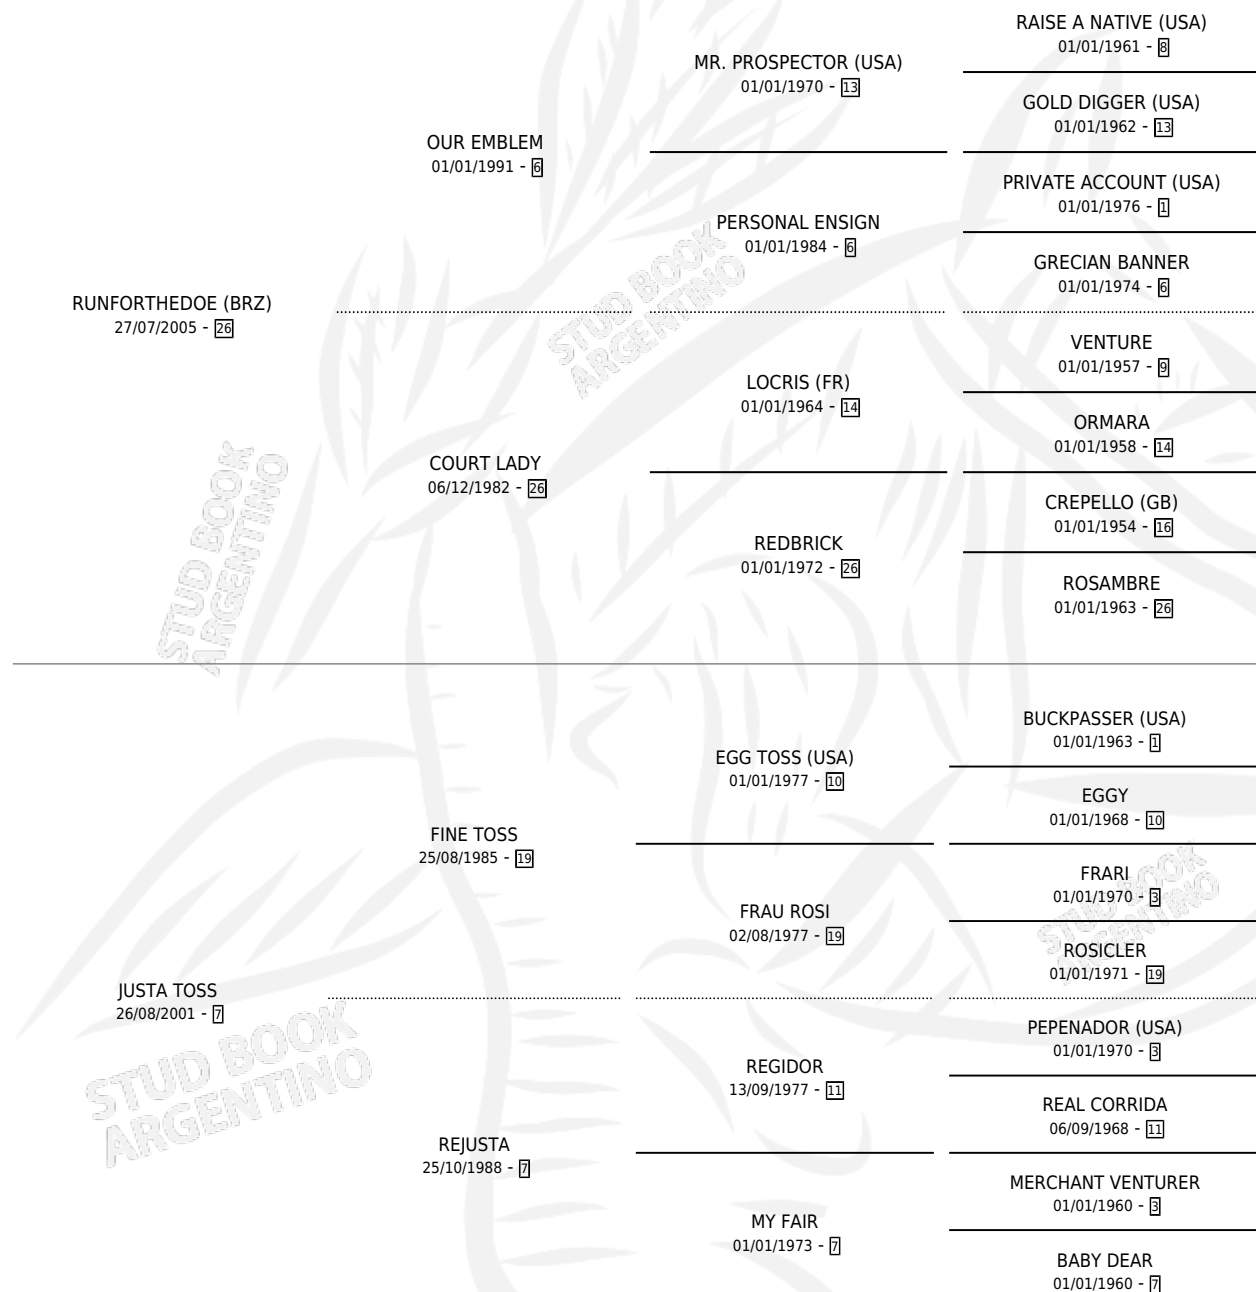 RAISE A NATIVE (USA)
01/01/1961 - 8
MR. PROSPECTOR (USA)
01/01/1970 - 13
GOLD DIGGER (USA)
01/01/1962 - 13
OUR EMBLEM
01/01/1991 - 6
PRIVATE ACCOUNT (USA)
01/01/1976 - 1
PERSONAL ENSIGN
01/01/1984 - 6
GRECIAN BANNER
01/01/1974 - 6
RUNFORTHEDOE (BRZ)
27/07/2005 - 26
VENTURE
01/01/1957 - 9
LOCRIS (FR)
01/01/1964 - 14
ORMARA
01/01/1958 - 14
COURT LADY
06/12/1982 - 26
CREPELLO (GB)
01/01/1954 - 16
REDBRICK
01/01/1972 - 26
ROSAMBRE
01/01/1963 - 26
STUD BOOK
ARGENTINO
STUD BOOK
ARGENTINO
BUCKPASSER (USA)
01/01/1963 - 1
EGG TOSS (USA)
01/01/1977 - 10
EGGY
01/01/1968 - 10
FINE TOSS
25/08/1985 - 19
FRARI
01/01/1970 - 3
FRAU ROSI
02/08/1977 - 19
ROSICLER
01/01/1971 - 19
JUSTA TOSS
26/08/2001 - 7
PEPENADOR (USA)
01/01/1970 - 3
REGIDOR
13/09/1977 - 11
REAL CORRIDA
06/09/1968 - 11
REJUSTA
25/10/1988 - 7
MERCHANT VENTURER
01/01/1960 - 3
MY FAIR
01/01/1973 - 7
BABY DEAR
01/01/1960 - 7
STUD BOOK
ARGENTINO
STUD BOOK
ARGENTINO